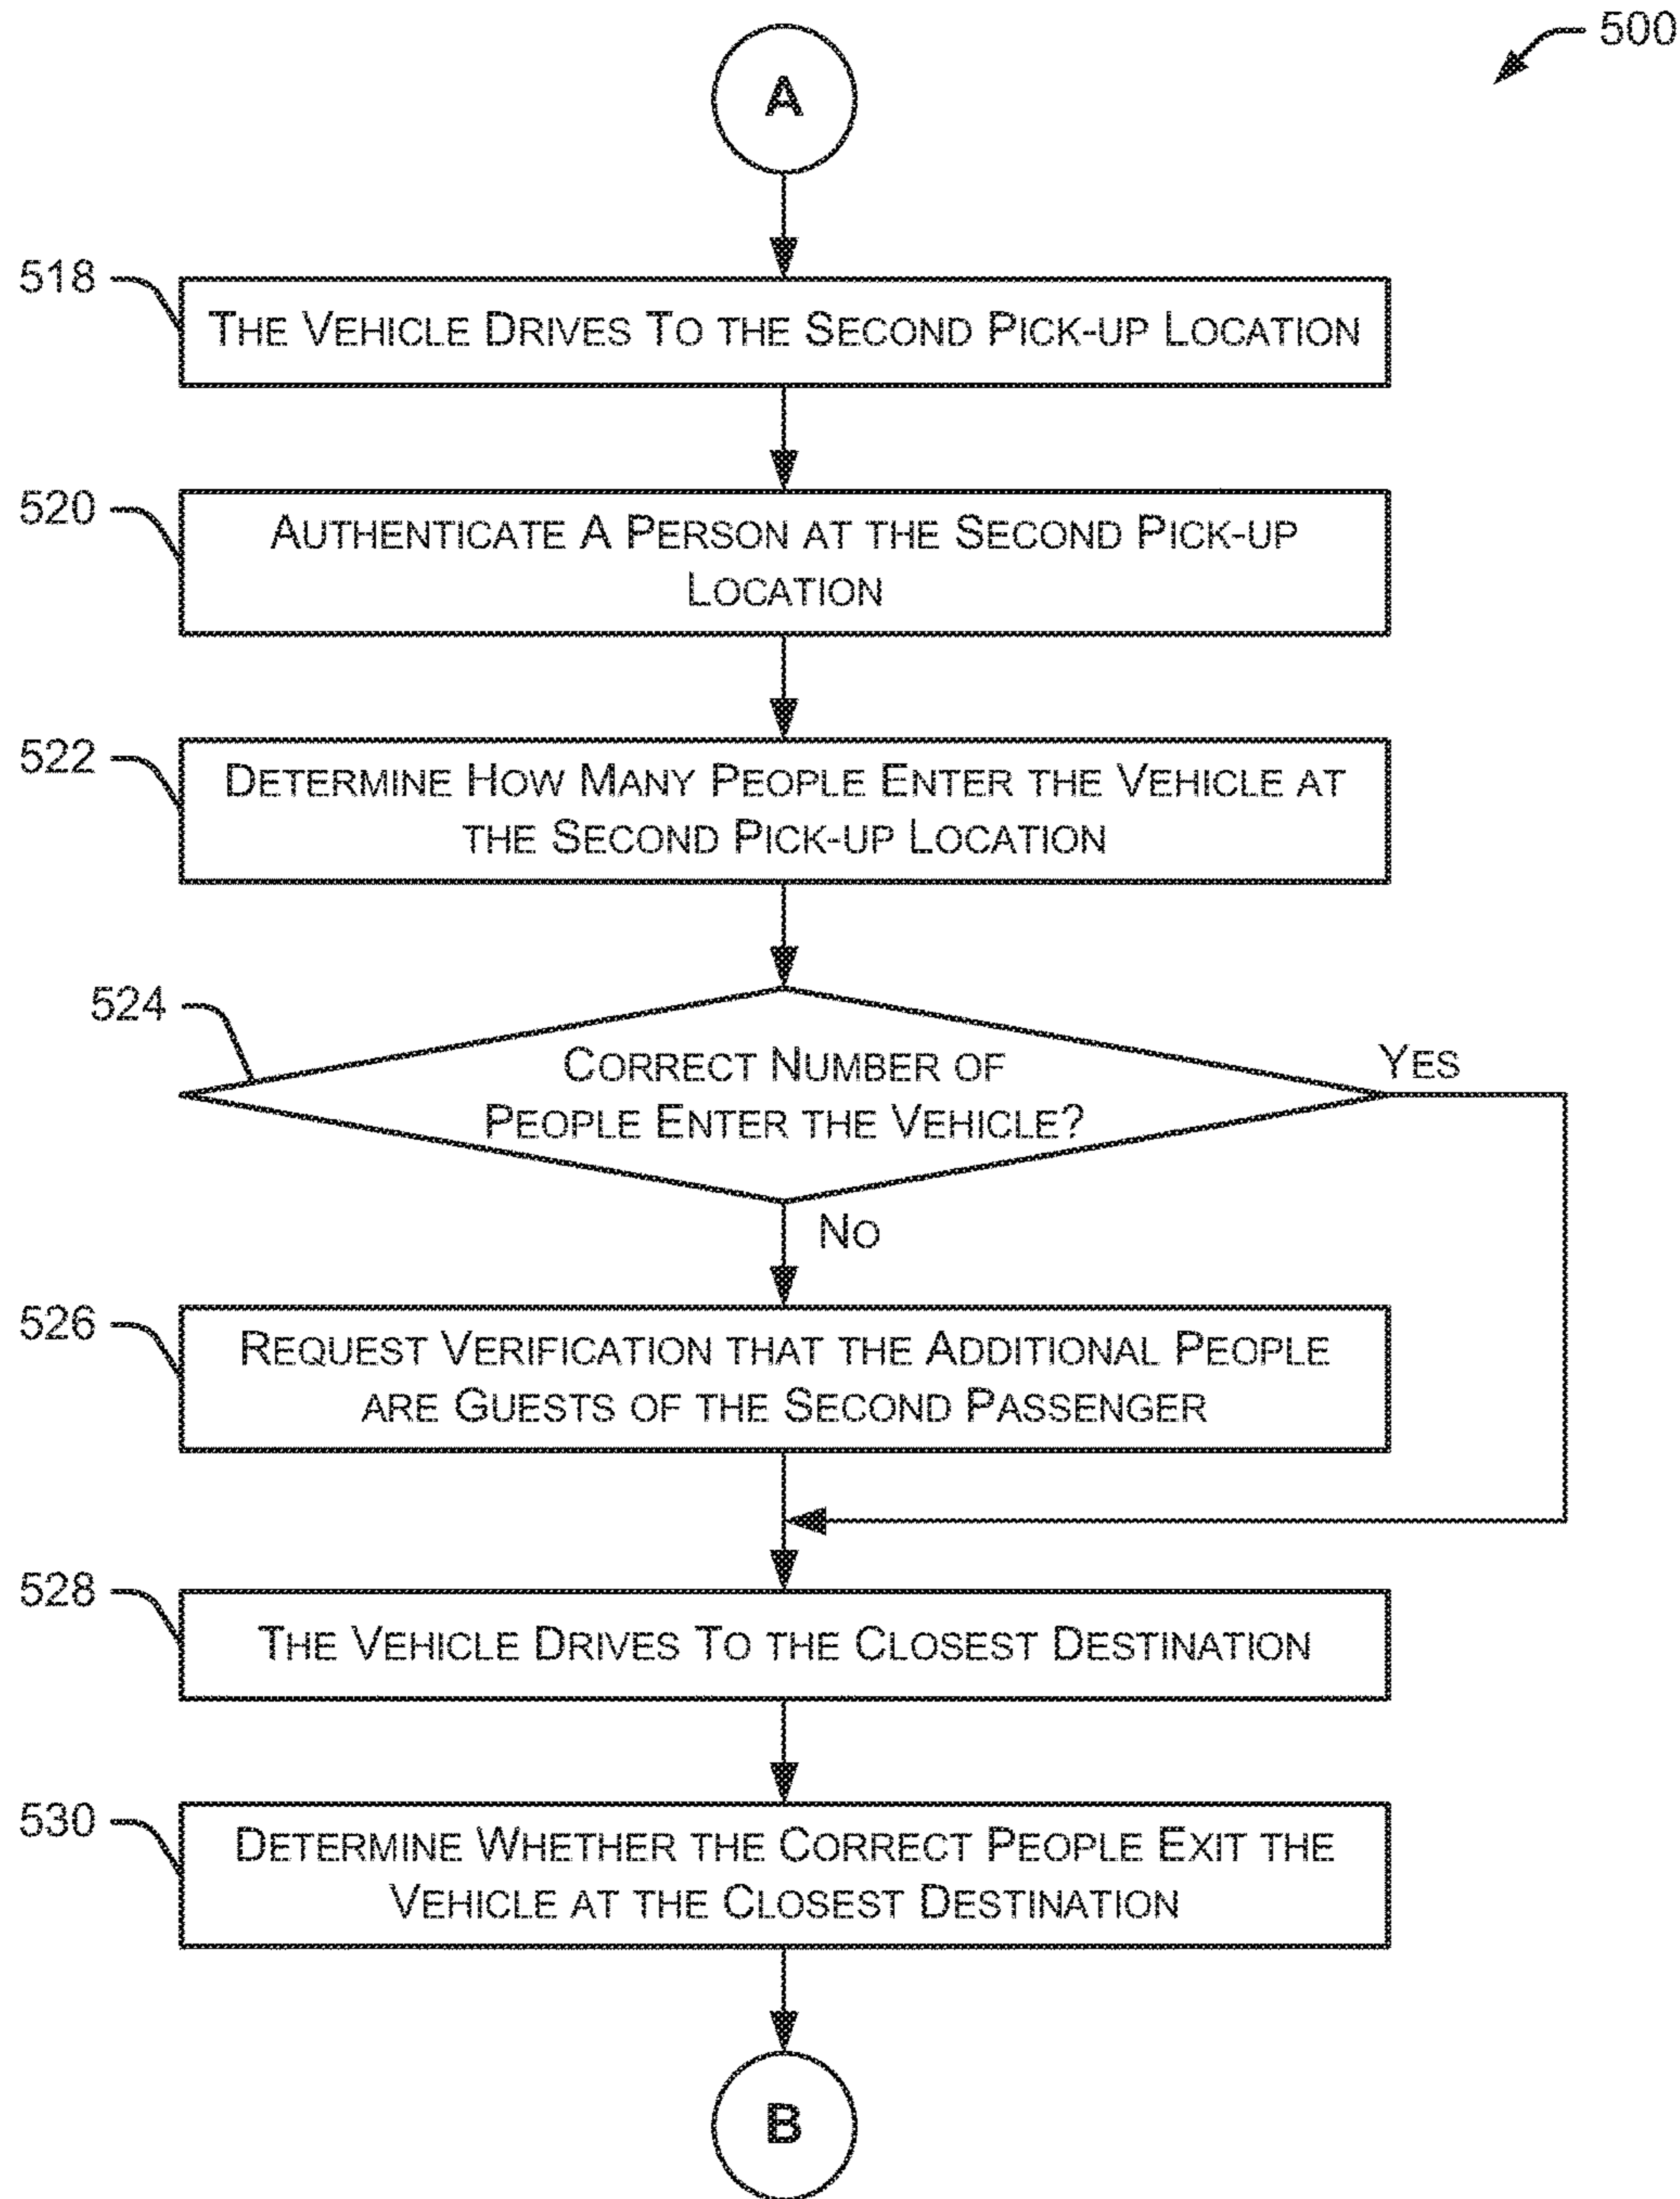 500
A
518
THE VEHICLE DRIVES TO THE SECOND PICK-UP LOCATION
520
AUTHENTICATE A PERSON AT THE SECOND PICK-UP
LOCATION
522
DETERMINE HOW MANY PEOPLE ENTER THE VEHICLE AT
THE SECOND PICK-UP LOCATION
524
CORRECT NUMBER OF
PEOPLE ENTER THE VEHICLE?
YES
NO
526
REQUEST VERIFICATION THAT THE ADDITIONAL PEOPLE
ARE GUESTS OF THE SECOND PASSENGER
528
THE VEHICLE DRIVES TO THE CLOSEST DESTINATION
530
DETERMINE WHETHER THE CORRECT PEOPLE EXIT THE
VEHICLE AT THE CLOSEST DESTINATION
B